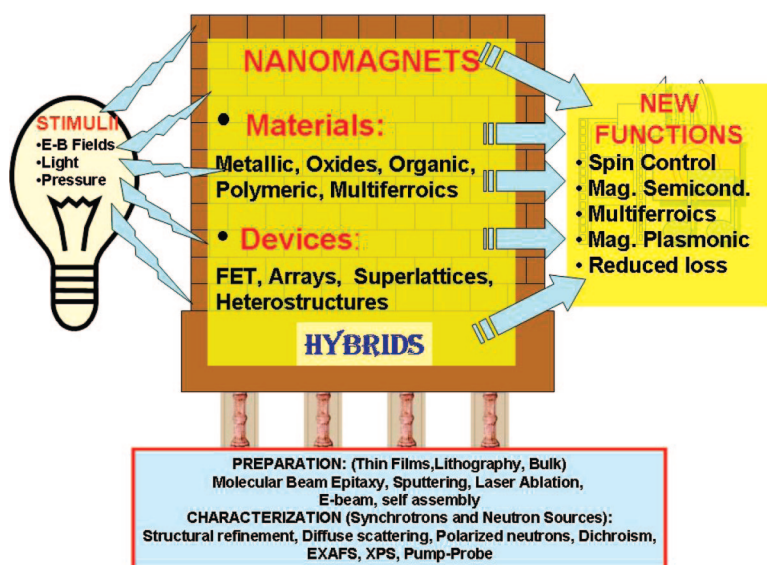 STIMULII
•E-B Fields
•Light
•Pressure
NANOMAGNETS
• Materials:
Metallic, Oxides, Organic,
Polymeric, Multiferroics
• Devices:
FET, Arrays, Superlattices,
Heterostructures
HYBRIDS
NEW
FUNCTIONS
• Spin Control
• Mag. Semicond.
• Multiferroics
• Mag. Plasmonic
• Reduced loss
PREPARATION: (Thin Films,Lithography, Bulk)
Molecular Beam Epitaxy, Sputtering, Laser Ablation,
E-beam, self assembly
CHARACTERIZATION (Synchrotrons and Neutron Sources):
Structural refinement, Diffuse scattering, Polarized neutrons, Dichroism,
EXAFS, XPS, Pump-Probe